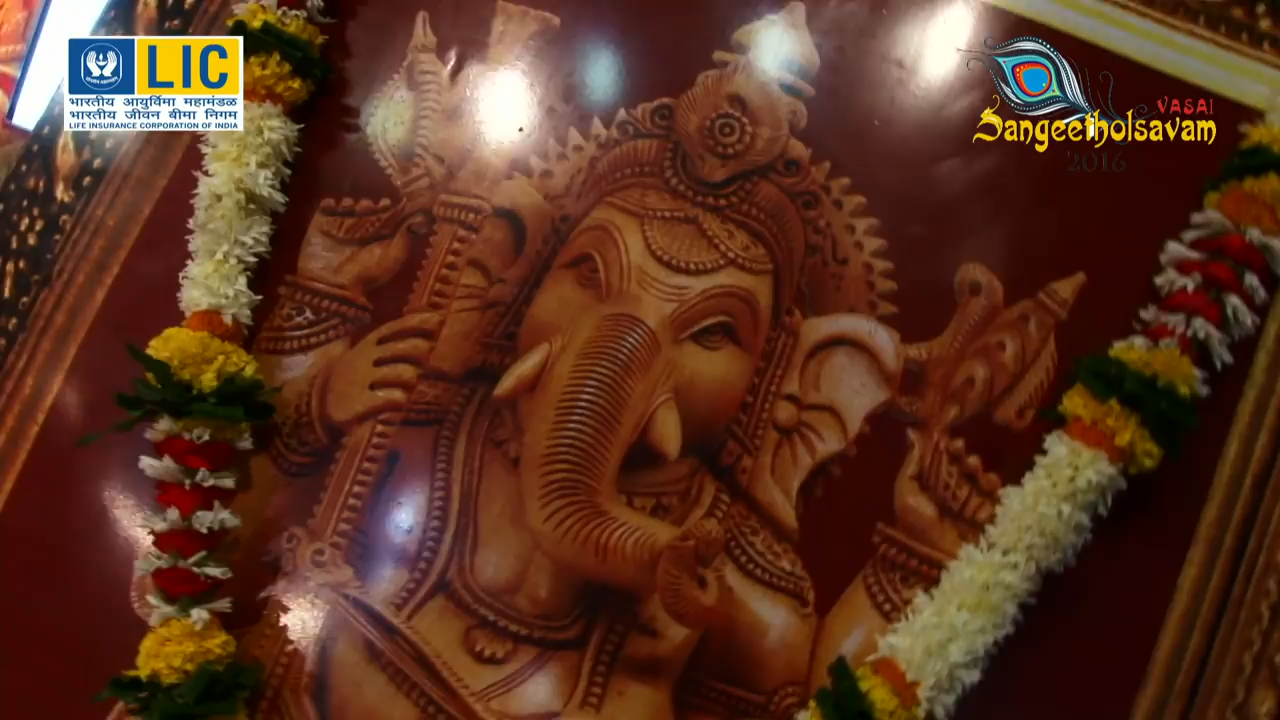 LIC
भारतीय आयुर्विमा महामंडळ
भारतीय जीवन बीमा निगम
LIFE INSURANCE CORPORATION OF INDIA
VASAI
Sangeetholsavam
2016